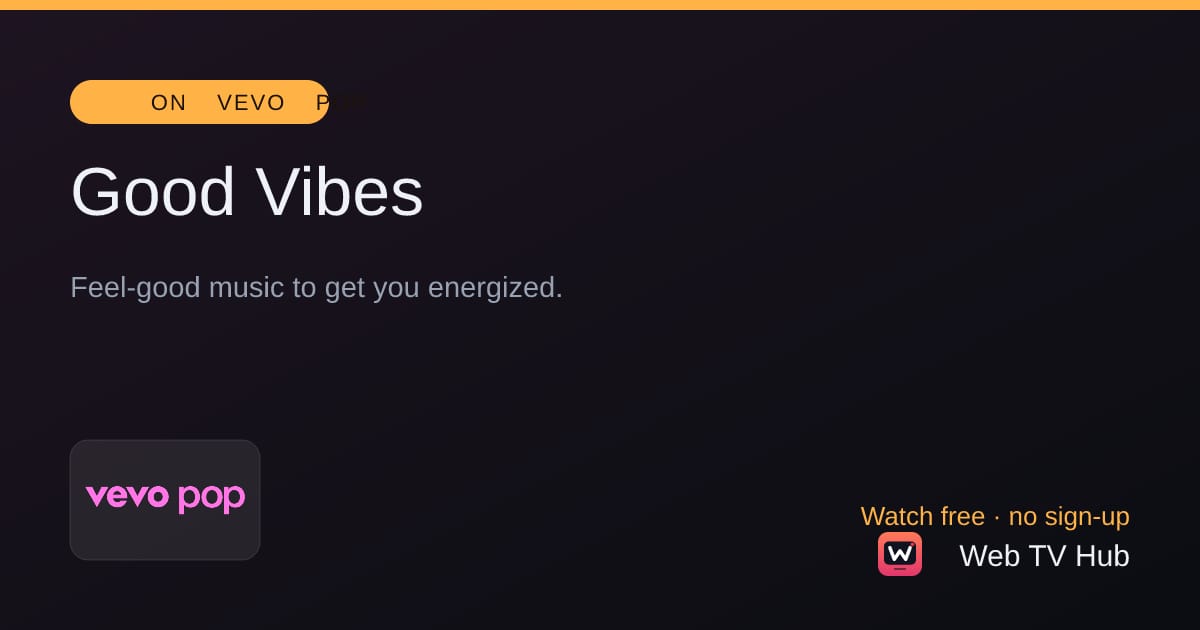 ON VEVO POP
Good Vibes
Feel-good music to get you energized.
vevo pop
Watch free · no sign-up
W
Web TV Hub